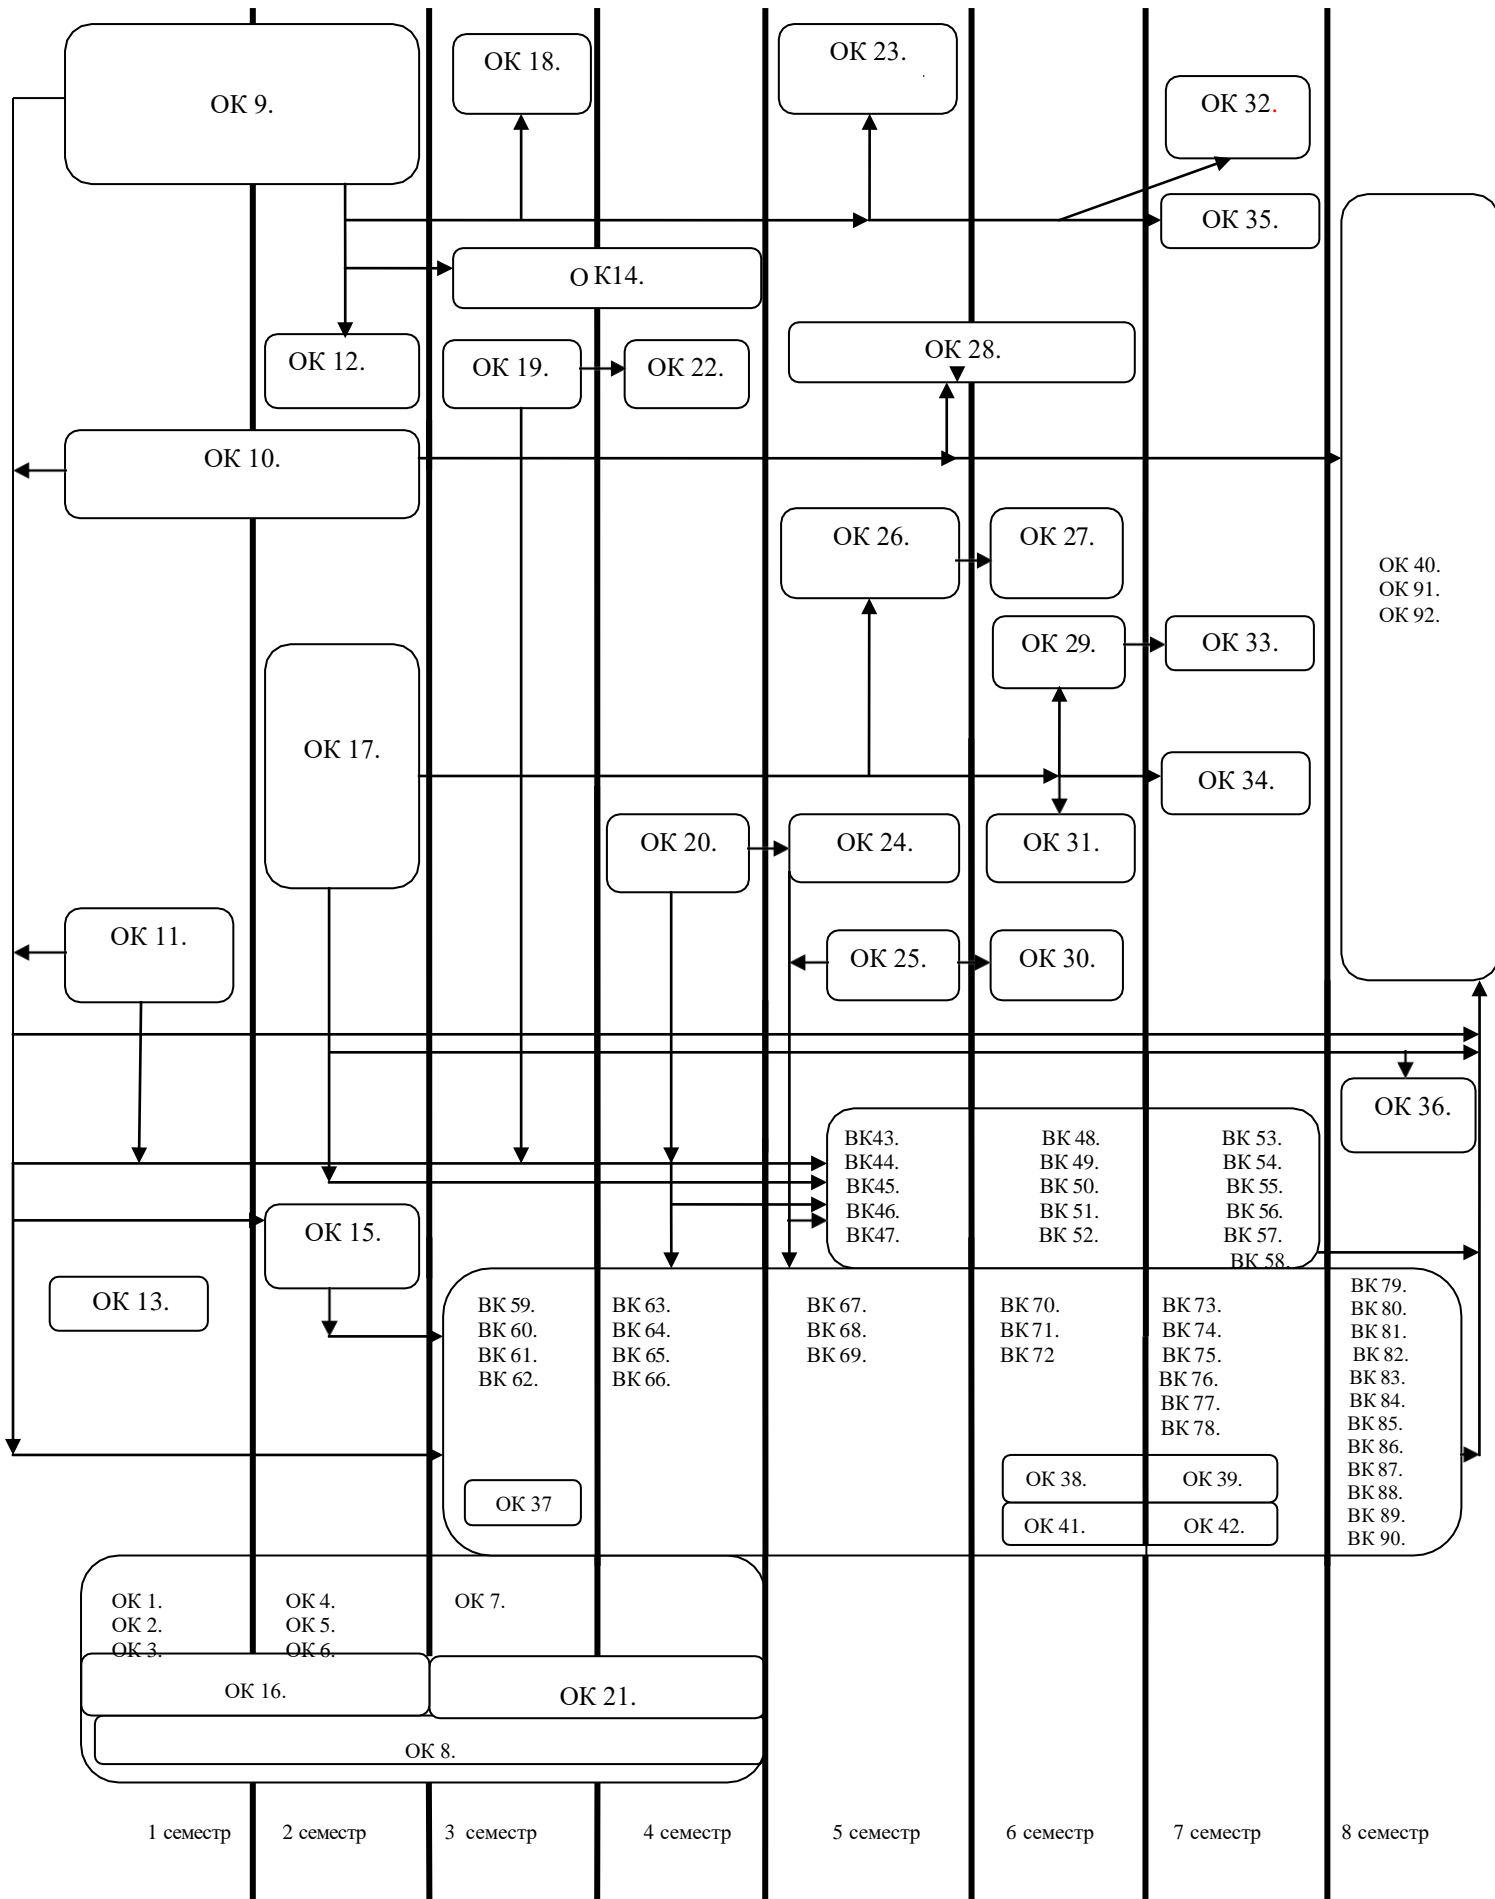 ОК 9.
ОК 18.
ОК 23.
ОК 32.
ОК 35.
О К14.
ОК 12.
ОК 19.
ОК 22.
ОК 28.
ОК 10.
ОК 26.
ОК 27.
ОК 40.
ОК 91.
ОК 92.
ОК 29.
ОК 33.
ОК 17.
ОК 34.
ОК 20.
ОК 24.
ОК 31.
ОК 11.
ОК 25.
ОК 30.
ОК 36.
ВК43.
ВК44.
ВК45.
ВК46.
ВК47.
ВК 48.
ВК 49.
ВК 50.
ВК 51.
ВК 52.
ВК 53.
ВК 54.
ВК 55.
ВК 56.
ВК 57.
ВК 58.
ОК 15.
ОК 13.
ВК 59.
ВК 60.
ВК 61.
ВК 62.
ВК 63.
ВК 64.
ВК 65.
ВК 66.
ВК 67.
ВК 68.
ВК 69.
ВК 70.
ВК 71.
ВК 72
ВК 73.
ВК 74.
ВК 75.
ВК 76.
ВК 77.
ВК 78.
ВК 79.
ВК 80.
ВК 81.
ВК 82.
ВК 83.
ВК 84.
ВК 85.
ВК 86.
ВК 87.
ВК 88.
ВК 89.
ВК 90.
ОК 37
ОК 38.
ОК 39.
ОК 41.
ОК 42.
ОК 1.
ОК 2.
ОК 3.
ОК 4.
ОК 5.
ОК 6.
ОК 7.
ОК 16.
ОК 21.
ОК 8.
1 семестр
2 семестр
3 семестр
4 семестр
5 семестр
6 семестр
7 семестр
8 семестр